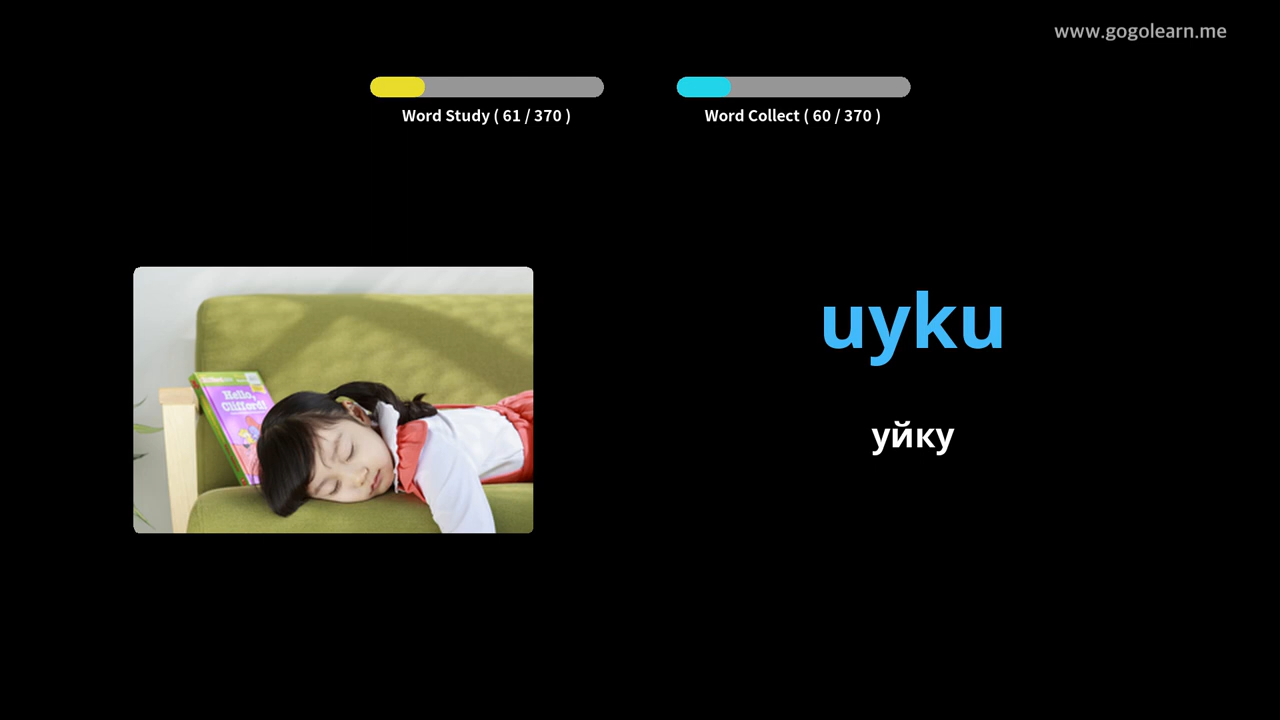 www.gogolearn.me
Word Study ( 61 / 370 )
Word Collect ( 60 / 370 )
Hello,
Clifford!
uyku
уйку